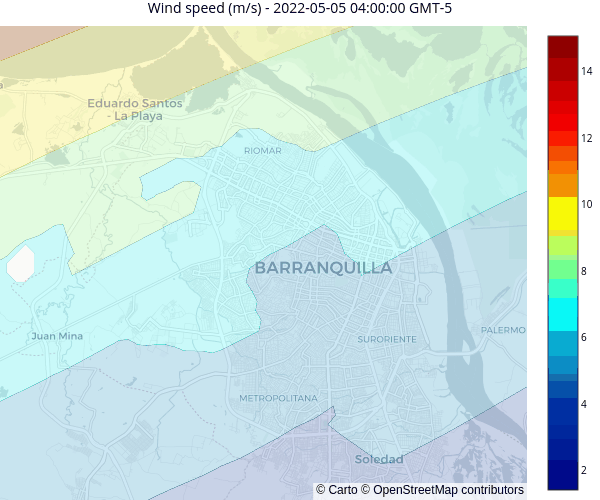 Wind speed (m/s) - 2022-05-05 04:00:00 GMT-5
a
Eduardo Santos
- La Playa
RIOMAR
BARRANQUILLA
Juan Mina
SURORIENTE
PALERMO
METROPOLITANA
Soledad
© Carto © OpenStreetMap contributors
14
12
10
8
6
4
2